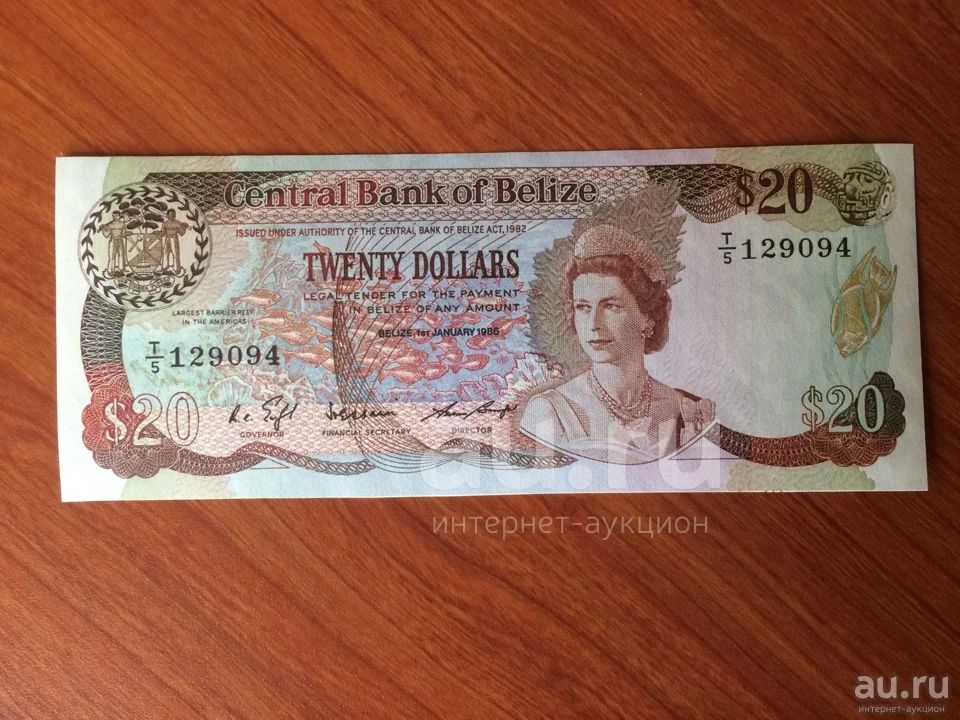 Central Bank of Belize
$20
ISSUED UNDER AUTHORITY OF THE CENTRAL BANK OF BELIZE ACT, 1982
T/5 129094
TWENTY DOLLARS
LEGAL TENDER FOR THE PAYMENT
IN BELIZE OF ANY AMOUNT
LARGEST BARRIER REEF
IN THE AMERICAS
BELIZE, 1ST JANUARY 1986
T/5 129094
$20
$20
GOVERNOR
FINANCIAL SECRETARY
DIRECTOR
au.ru
интернет-аукцион
au.ru
интернет-аукцион